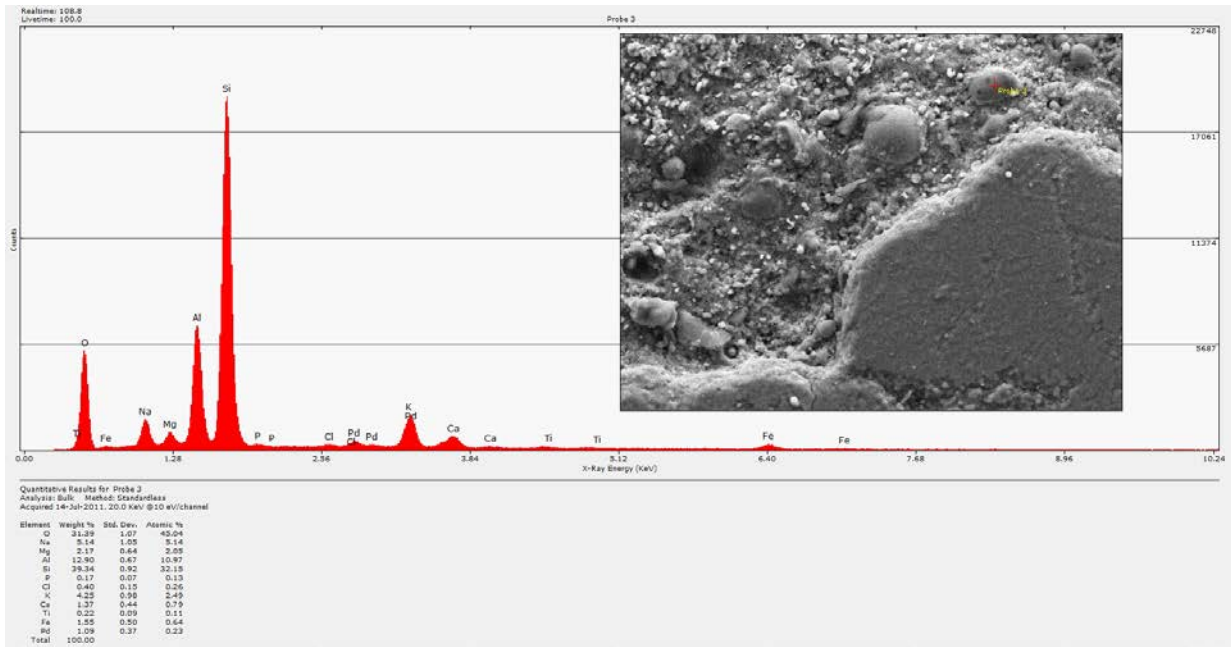 Realtime: 108.8
Livetime: 100.0
Probe 3
22748
17061
11374
5687
Counts
Si
Al
O
Ti
Fe
Na
Mg
P
P
Cl
Cl
Pd
Pd
K
Pd
Ca
Ca
Ti
Ti
Fe
Fe
0.00 1.28 2.56 3.84 5.12 6.40 7.68 8.96 10.24
X-Ray Energy (KeV)
Quantitative Results for Probe 3
Analysis: Bulk Method: Standardless
Acquired 14-Jul-2011, 20.0 KeV @10 eV/channel
Element Weight % Std. Dev. Atomic %
O 31.39 1.07 45.04
Na 5.14 1.05 5.14
Mg 2.17 0.64 2.05
Al 12.90 0.67 10.97
Si 39.34 0.92 32.15
P 0.17 0.07 0.13
Cl 0.40 0.15 0.26
K 4.25 0.98 2.49
Ca 1.37 0.44 0.79
Ti 0.22 0.09 0.11
Fe 1.55 0.50 0.64
Pd 1.09 0.37 0.23
Total 100.00